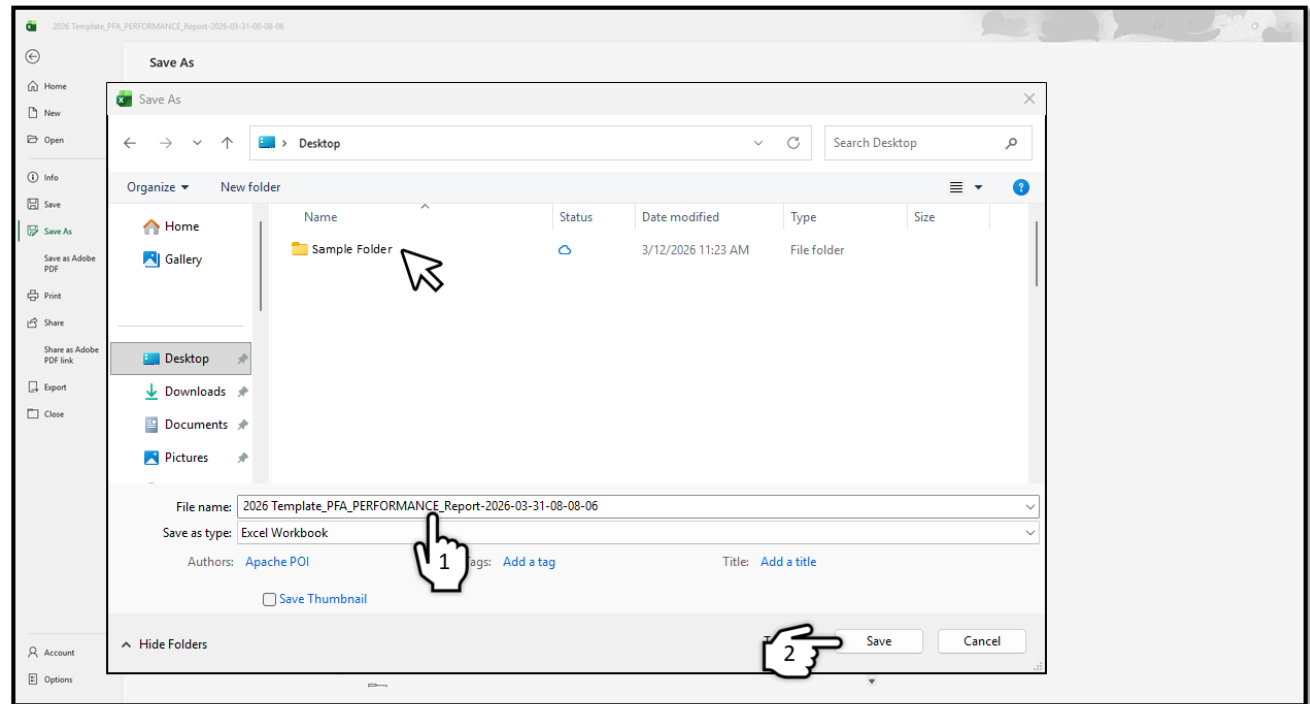 2026 Template_PFA_PERFORMANCE_Report-2026-03-31-08-08-06
Save As
Home
New
Open
Info
Save
Save As
Save as Adobe
PDF
Print
Share
Share as Adobe
PDF link
Export
Close
Account
Options
Save As
Desktop
Search Desktop
Organize
New folder
Name Status Date modified Type Size
Home
Gallery
Desktop
Downloads
Documents
Pictures
Sample Folder 3/12/2026 11:23 AM File folder
File name: 2026 Template_PFA_PERFORMANCE_Report-2026-03-31-08-08-06
Save as type: Excel Workbook
Authors: Apache POI Add a tag Title: Add a title
1
Save Thumbnail
Hide Folders
2
Save Cancel